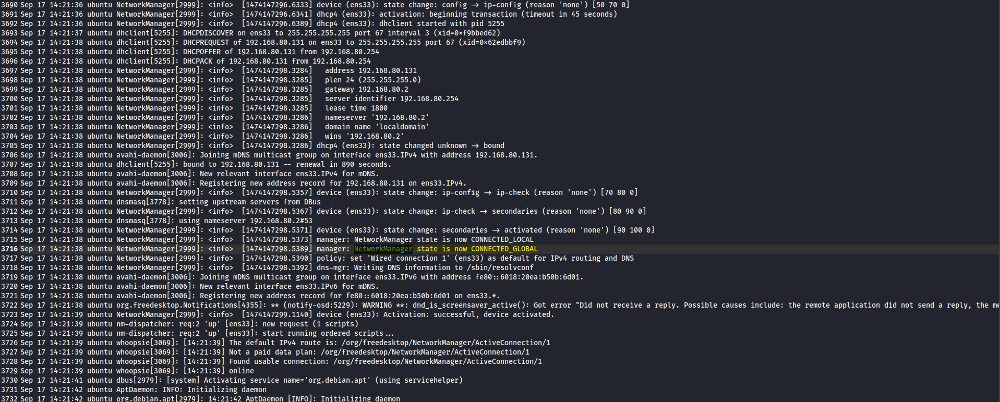 3690 Sep 17 14:21:36 ubuntu NetworkManager[2999]: <info>  [1474147296.6333] device (ens33): state change: config -> ip-config (reason 'none') [50 70 0]
3691 Sep 17 14:21:36 ubuntu NetworkManager[2999]: <info>  [1474147296.6341] dhcp4 (ens33): activation: beginning transaction (timeout in 45 seconds)
3692 Sep 17 14:21:36 ubuntu NetworkManager[2999]: <info>  [1474147296.6389] dhcp4 (ens33): dhclient started with pid 5255
3693 Sep 17 14:21:37 ubuntu dhclient[5255]: DHCPDISCOVER on ens33 to 255.255.255.255 port 67 interval 3 (xid=0×f9bbed62)
3694 Sep 17 14:21:38 ubuntu dhclient[5255]: DHCPREQUEST of 192.168.80.131 on ens33 to 255.255.255.255 port 67 (xid=0×62edbbf9)
3695 Sep 17 14:21:38 ubuntu dhclient[5255]: DHCPOFFER of 192.168.80.131 from 192.168.80.254
3696 Sep 17 14:21:38 ubuntu dhclient[5255]: DHCPACK of 192.168.80.131 from 192.168.80.254
3697 Sep 17 14:21:38 ubuntu NetworkManager[2999]: <info>  [1474147298.3284]   address 192.168.80.131
3698 Sep 17 14:21:38 ubuntu NetworkManager[2999]: <info>  [1474147298.3285]   plen 24 (255.255.255.0)
3699 Sep 17 14:21:38 ubuntu NetworkManager[2999]: <info>  [1474147298.3285]   gateway 192.168.80.2
3700 Sep 17 14:21:38 ubuntu NetworkManager[2999]: <info>  [1474147298.3285]   server identifier 192.168.80.254
3701 Sep 17 14:21:38 ubuntu NetworkManager[2999]: <info>  [1474147298.3285]   lease time 1800
3702 Sep 17 14:21:38 ubuntu NetworkManager[2999]: <info>  [1474147298.3286]   nameserver '192.168.80.2'
3703 Sep 17 14:21:38 ubuntu NetworkManager[2999]: <info>  [1474147298.3286]   domain name 'localdomain'
3704 Sep 17 14:21:38 ubuntu NetworkManager[2999]: <info>  [1474147298.3286]   wins '192.168.80.2'
3705 Sep 17 14:21:38 ubuntu NetworkManager[2999]: <info>  [1474147298.3286] dhcp4 (ens33): state changed unknown -> bound
3706 Sep 17 14:21:38 ubuntu avahi-daemon[3006]: Joining mDNS multicast group on interface ens33.IPv4 with address 192.168.80.131.
3707 Sep 17 14:21:38 ubuntu dhclient[5255]: bound to 192.168.80.131 -- renewal in 890 seconds.
3708 Sep 17 14:21:38 ubuntu avahi-daemon[3006]: New relevant interface ens33.IPv4 for mDNS.
3709 Sep 17 14:21:38 ubuntu avahi-daemon[3006]: Registering new address record for 192.168.80.131 on ens33.IPv4.
3710 Sep 17 14:21:38 ubuntu NetworkManager[2999]: <info>  [1474147298.5357] device (ens33): state change: ip-config -> ip-check (reason 'none') [70 80 0]
3711 Sep 17 14:21:38 ubuntu dnsmasq[3778]: setting upstream servers from DBus
3712 Sep 17 14:21:38 ubuntu NetworkManager[2999]: <info>  [1474147298.5367] device (ens33): state change: ip-check -> secondaries (reason 'none') [80 90 0]
3713 Sep 17 14:21:38 ubuntu dnsmasq[3778]: using nameserver 192.168.80.2#53
3714 Sep 17 14:21:38 ubuntu NetworkManager[2999]: <info>  [1474147298.5371] device (ens33): state change: secondaries -> activated (reason 'none') [90 100 0]
3715 Sep 17 14:21:38 ubuntu NetworkManager[2999]: <info>  [1474147298.5373] manager: NetworkManager state is now CONNECTED_LOCAL
3716 Sep 17 14:21:38 ubuntu NetworkManager[2999]: <info>  [1474147298.5389] manager: NetworkManager state is now CONNECTED_GLOBAL
3717 Sep 17 14:21:38 ubuntu NetworkManager[2999]: <info>  [1474147298.5390] policy: set 'Wired connection 1' (ens33) as default for IPv4 routing and DNS
3718 Sep 17 14:21:38 ubuntu NetworkManager[2999]: <info>  [1474147298.5392] dns-mgr: Writing DNS information to /sbin/resolvconf
3719 Sep 17 14:21:38 ubuntu avahi-daemon[3006]: Joining mDNS multicast group on interface ens33.IPv6 with address fe80::6018:20ea:b50b:6d01.
3720 Sep 17 14:21:38 ubuntu avahi-daemon[3006]: New relevant interface ens33.IPv6 for mDNS.
3721 Sep 17 14:21:38 ubuntu avahi-daemon[3006]: Registering new address record for fe80::6018:20ea:b50b:6d01 on ens33.*.
3722 Sep 17 14:21:38 ubuntu org.freedesktop.Notifications[4355]: ** (notify-osd:5229): WARNING **: dnd_is_screensaver_active(): Got error "Did not receive a reply. Possible causes include: the remote application did not send a reply, the me
3723 Sep 17 14:21:39 ubuntu NetworkManager[2999]: <info>  [1474147299.1140] device (ens33): Activation: successful, device activated.
3724 Sep 17 14:21:39 ubuntu nm-dispatcher: req:2 'up' [ens33]: new request (1 scripts)
3725 Sep 17 14:21:39 ubuntu nm-dispatcher: req:2 'up' [ens33]: start running ordered scripts...
3726 Sep 17 14:21:39 ubuntu whoopsie[3069]: [14:21:39] The default IPv4 route is: /org/freedesktop/NetworkManager/ActiveConnection/1
3727 Sep 17 14:21:39 ubuntu whoopsie[3069]: [14:21:39] Not a paid data plan: /org/freedesktop/NetworkManager/ActiveConnection/1
3728 Sep 17 14:21:39 ubuntu whoopsie[3069]: [14:21:39] Found usable connection: /org/freedesktop/NetworkManager/ActiveConnection/1
3729 Sep 17 14:21:39 ubuntu whoopsie[3069]: [14:21:39] online
3730 Sep 17 14:21:41 ubuntu dbus[2979]: [system] Activating service name='org.debian.apt' (using servicehelper)
3731 Sep 17 14:21:42 ubuntu AptDaemon: INFO: Initializing daemon
3732 Sep 17 14:21:42 ubuntu org.debian.apt[2979]: 14:21:42 AptDaemon [INFO]: Initializing daemon